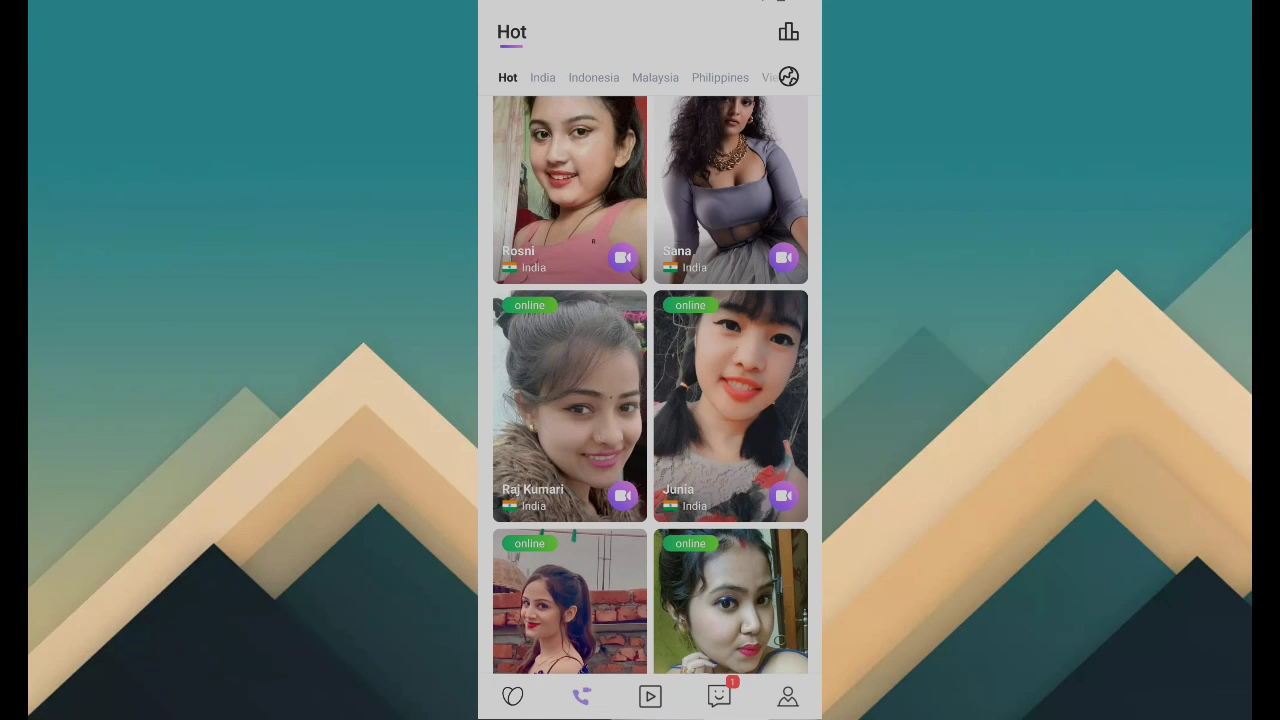 Hot
Hot India Indonesia Malaysia Philippines Vie
Rosni
India
Sana
India
online
online
Raj Kumari
India
Junia
India
online
online
1